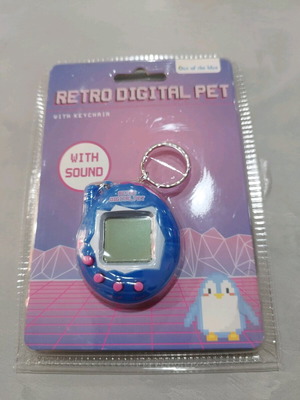 RETRO DIGITAL PET
WITH KEYCHAIN
WITH
SOUND